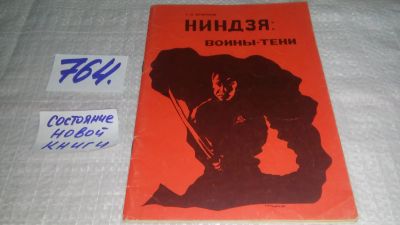 764.
состояние
новой
книги
НИНДЗЯ:
ВОИНЫ-ТЕНИ